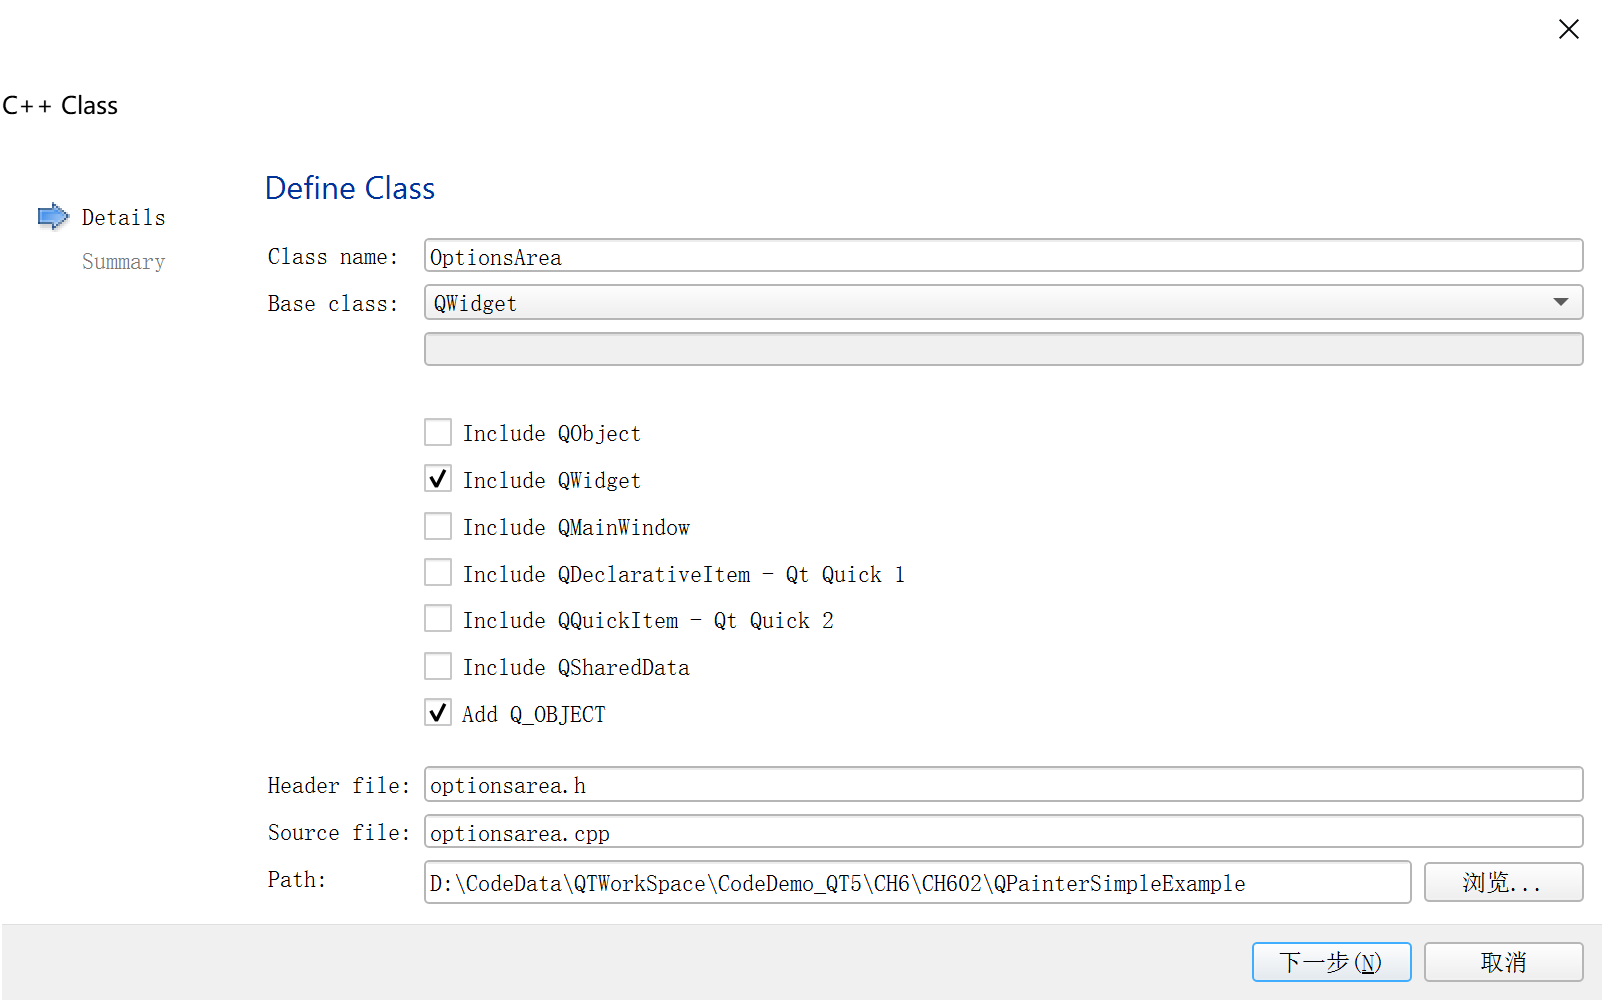 C++ Class
Details
Summary
Define Class
Class name: OptionsArea
Base class: QWidget
Include QObject
Include QWidget
Include QMainWindow
Include QDeclarativeItem - Qt Quick 1
Include QQuickItem - Qt Quick 2
Include QSharedData
Add Q_OBJECT
Header file: optionsarea.h
Source file: optionsarea.cpp
Path: D:\CodeData\QTWorkSpace\CodeDemo_QT5\CH6\CH602\QPainterSimpleExample 浏览...
下一步(N) 取消